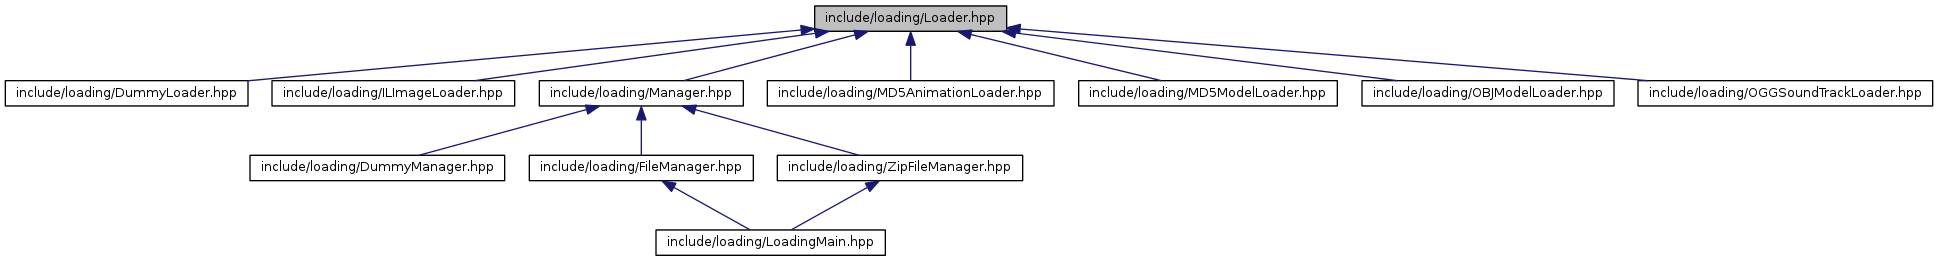 include/loading/Loader.hpp
include/loading/DummyLoader.hpp
include/loading/ILImageLoader.hpp
include/loading/Manager.hpp
include/loading/MD5AnimationLoader.hpp
include/loading/MD5ModelLoader.hpp
include/loading/OBJModelLoader.hpp
include/loading/OGGSoundTrackLoader.hpp
include/loading/DummyManager.hpp
include/loading/FileManager.hpp
include/loading/ZipFileManager.hpp
include/loading/LoadingMain.hpp